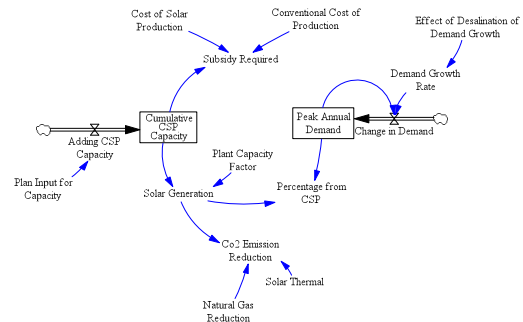 Cost of Solar
Production
Conventional Cost of
Production
Effect of Desalination of
Demand Growth
Subsidy Required
Demand Growth
Rate
Cumulative
CSP
Capacity
Peak Annual
Demand
Change in Demand
Adding CSP
Capacity
Plant Capacity
Factor
Plan Input for
Capacity
Solar Generation
Percentage from
CSP
Co2 Emission
Reduction
Solar Thermal
Natural Gas
Reduction